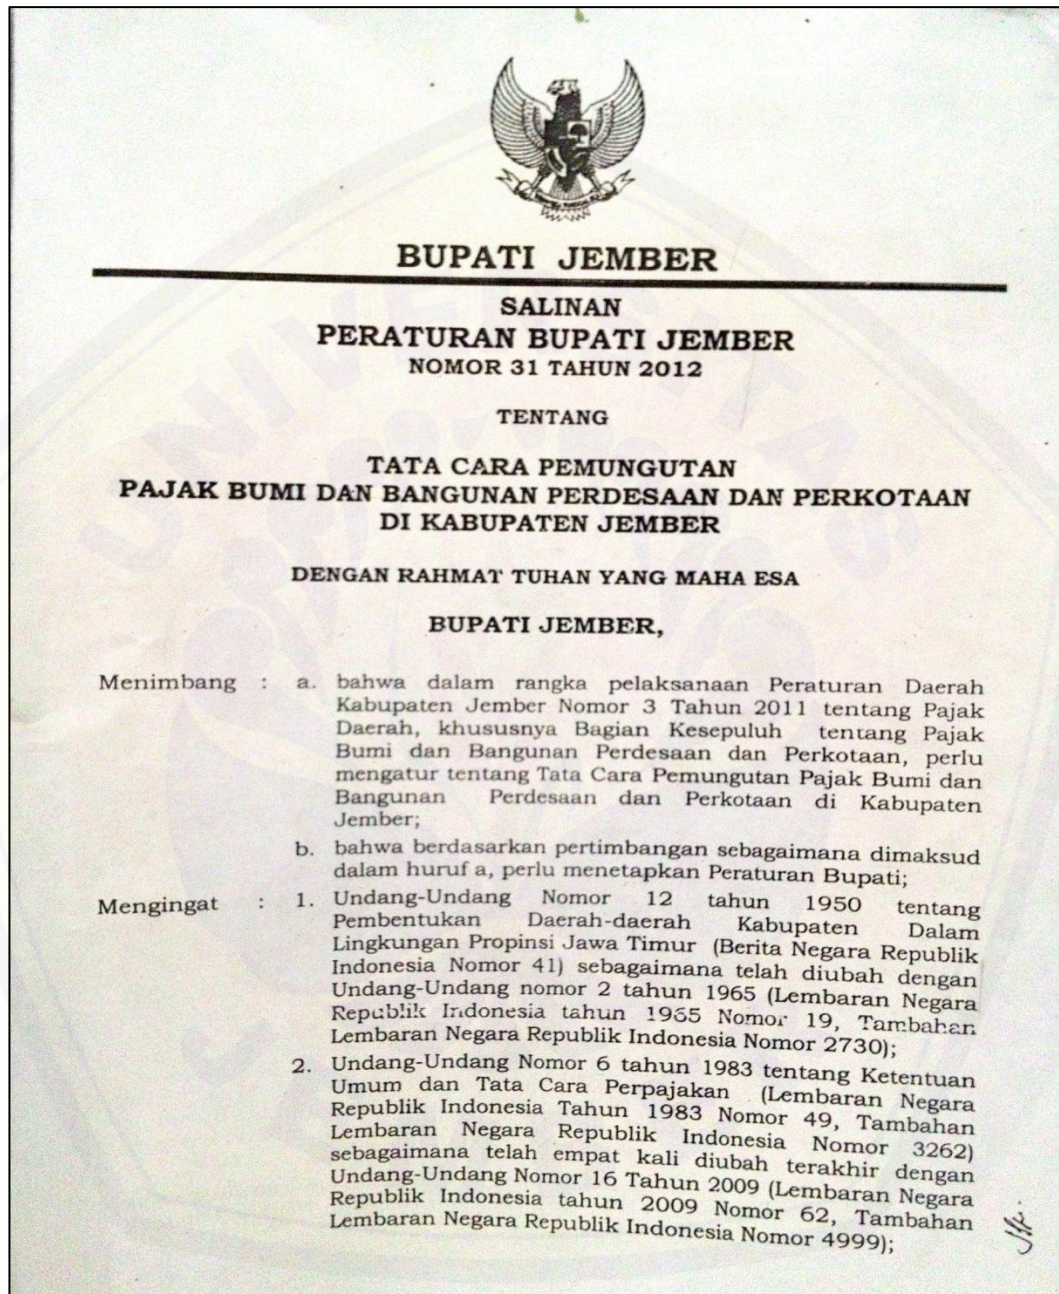 BUPATI JEMBER
SALINAN
PERATURAN BUPATI JEMBER
NOMOR 31 TAHUN 2012
TENTANG
TATA CARA PEMUNGUTAN
PAJAK BUMI DAN BANGUNAN PERDESAAN DAN PERKOTAAN
DI KABUPATEN JEMBER
DENGAN RAHMAT TUHAN YANG MAHA ESA
BUPATI JEMBER,
Menimbang : a. bahwa dalam rangka pelaksanaan Peraturan Daerah
Kabupaten Jember Nomor 3 Tahun 2011 tentang Pajak
Daerah, khususnya Bagian Kesepuluh tentang Pajak
Bumi dan Bangunan Perdesaan dan Perkotaan, perlu
mengatur tentang Tata Cara Pemungutan Pajak Bumi dan
Bangunan Perdesaan dan Perkotaan di Kabupaten
Jember;
b. bahwa berdasarkan pertimbangan sebagaimana dimaksud
dalam huruf a, perlu menetapkan Peraturan Bupati;
Mengingat : 1. Undang-Undang Nomor 12 tahun 1950 tentang
Pembentukan Daerah-daerah Kabupaten Dalam
Lingkungan Propinsi Jawa Timur (Berita Negara Republik
Indonesia Nomor 41) sebagaimana telah diubah dengan
Undang-Undang nomor 2 tahun 1965 (Lembaran Negara
Republik Indonesia tahun 1965 Nomor 19, Tambahan
Lembaran Negara Republik Indonesia Nomor 2730);
2. Undang-Undang Nomor 6 tahun 1983 tentang Ketentuan
Umum dan Tata Cara Perpajakan (Lembaran Negara
Republik Indonesia Tahun 1983 Nomor 49, Tambahan
Lembaran Negara Republik Indonesia Nomor 3262)
sebagaimana telah empat kali diubah terakhir dengan
Undang-Undang Nomor 16 Tahun 2009 (Lembaran Negara
Republik Indonesia tahun 2009 Nomor 62, Tambahan
Lembaran Negara Republik Indonesia Nomor 4999);
UNIVERSITAS
JEMBER